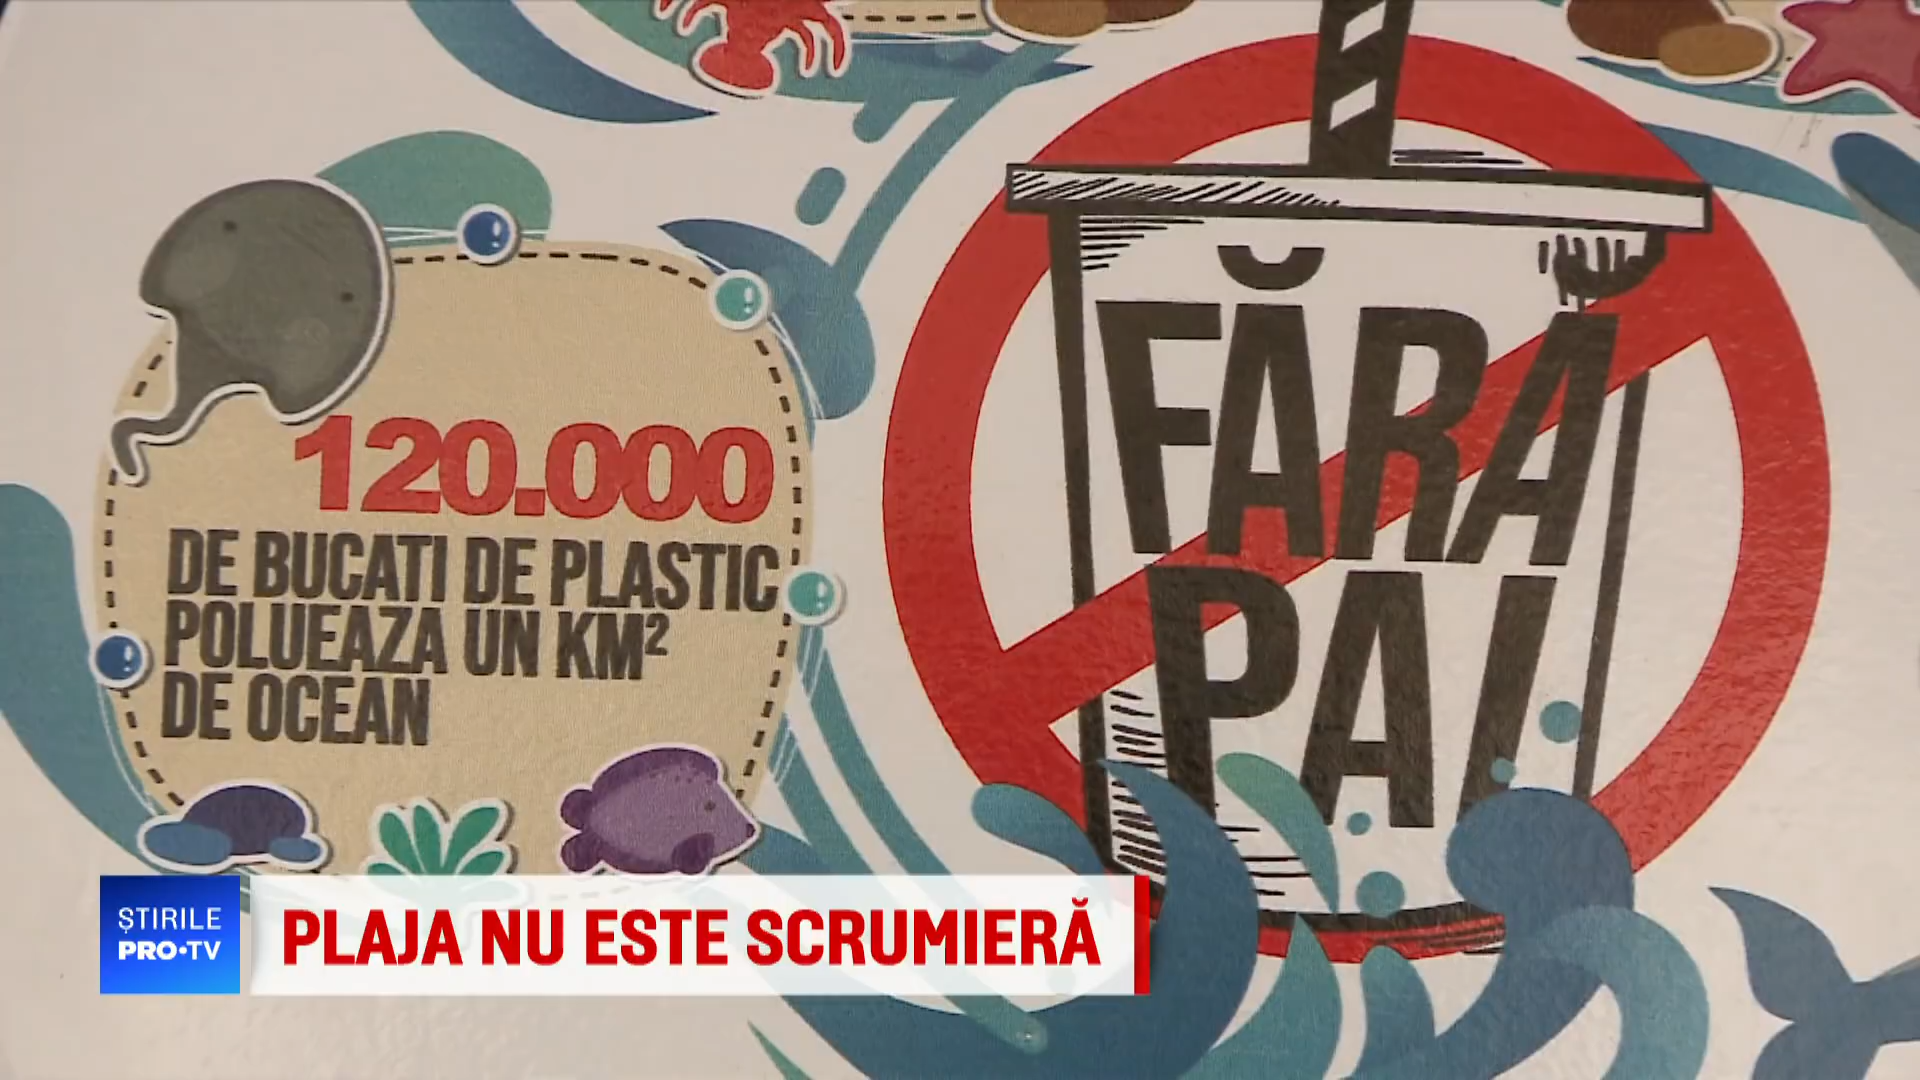 120.000
DE BUCATI DE PLASTIC
POLUEAZA UN KM²
DE OCEAN
FĂRĂ
PAI
ȘTIRILE
PRO•TV
PLAJA NU ESTE SCRUMIERĂ